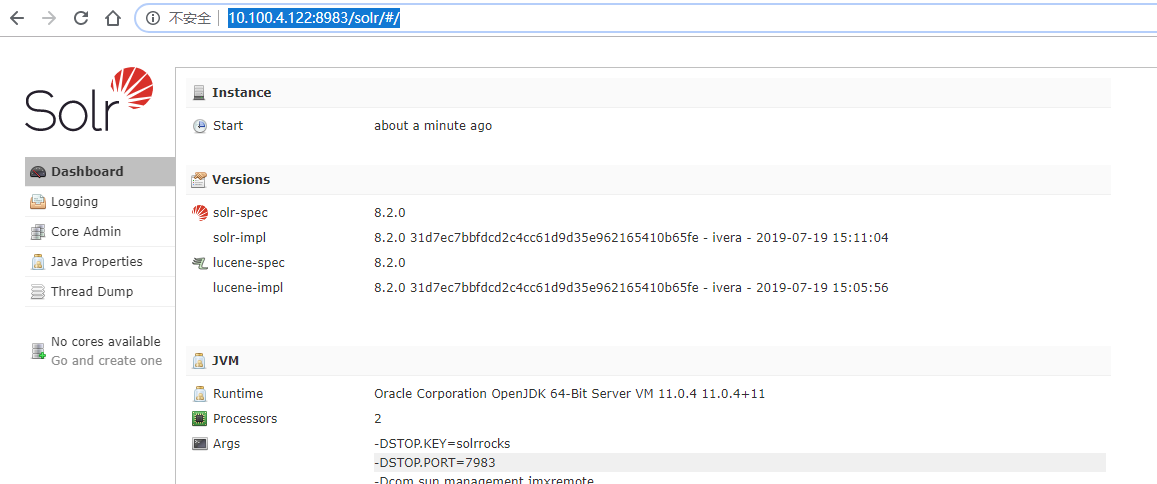 不安全 | 10.100.4.122:8983/solr/#/
Solr
Instance
Start about a minute ago
Dashboard
Versions
Logging
solr-spec 8.2.0
Core Admin
solr-impl 8.2.0 31d7ec7bbfdcd2c4cc61d9d35e962165410b65fe - ivera - 2019-07-19 15:11:04
Java Properties
lucene-spec 8.2.0
Thread Dump
lucene-impl 8.2.0 31d7ec7bbfdcd2c4cc61d9d35e962165410b65fe - ivera - 2019-07-19 15:05:56
No cores available
Go and create one
JVM
Runtime Oracle Corporation OpenJDK 64-Bit Server VM 11.0.4 11.0.4+11
Processors 2
Args -DSTOP.KEY=solrrocks
-DSTOP.PORT=7983
-Dcom.sun.management.jmxremote